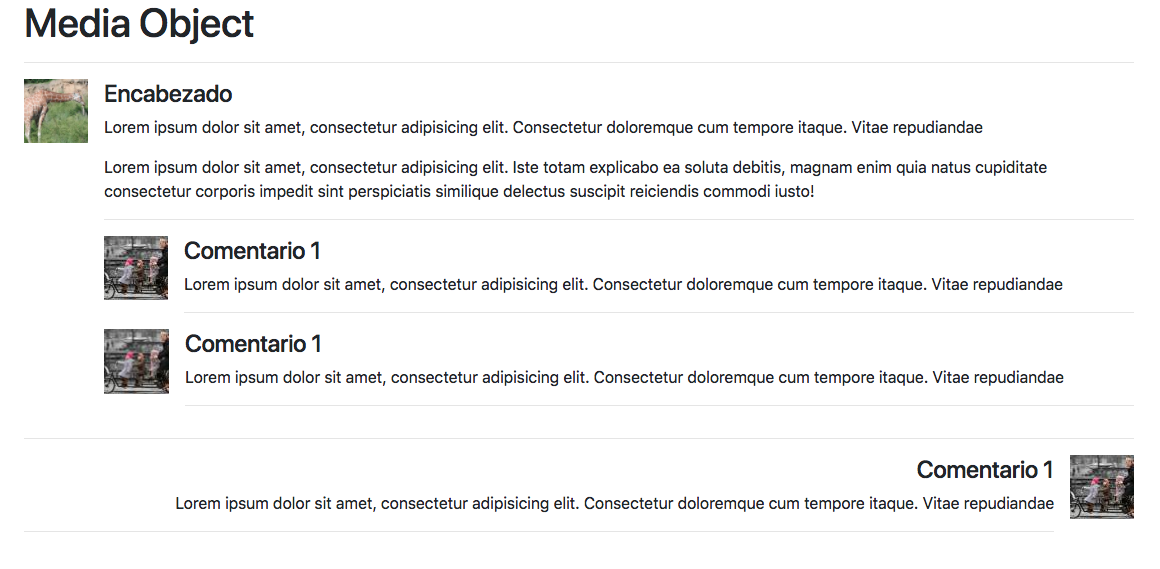 Media Object
Encabezado
Lorem ipsum dolor sit amet, consectetur adipisicing elit. Consectetur doloremque cum tempore itaque. Vitae repudiandae
Lorem ipsum dolor sit amet, consectetur adipisicing elit. Iste totam explicabo ea soluta debitis, magnam enim quia natus cupiditate
consectetur corporis impedit sint perspiciatis similique delectus suscipit reiciendis commodi iusto!
Comentario 1
Lorem ipsum dolor sit amet, consectetur adipisicing elit. Consectetur doloremque cum tempore itaque. Vitae repudiandae
Comentario 1
Lorem ipsum dolor sit amet, consectetur adipisicing elit. Consectetur doloremque cum tempore itaque. Vitae repudiandae
Comentario 1
Lorem ipsum dolor sit amet, consectetur adipisicing elit. Consectetur doloremque cum tempore itaque. Vitae repudiandae